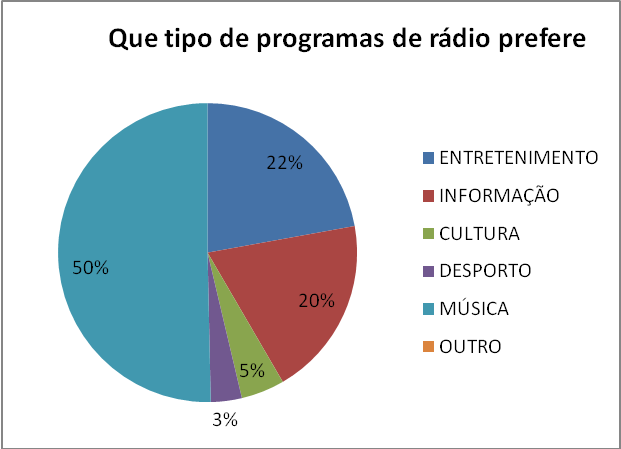 Que tipo de programas de rádio prefere
22%
20%
5%
3%
50%
ENTRETENIMENTO
INFORMAÇÃO
CULTURA
DESPORTO
MÚSICA
OUTRO